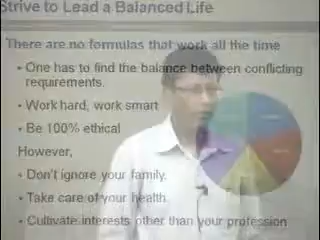 Strive to Lead a Balanced Life
There are no formulas that work all the time
• One has to find the balance between conflicting
requirements.
• Work hard, work smart
• Be 100% ethical
However,
• Don't ignore your family.
• Take care of your health.
• Cultivate interests other than your profession